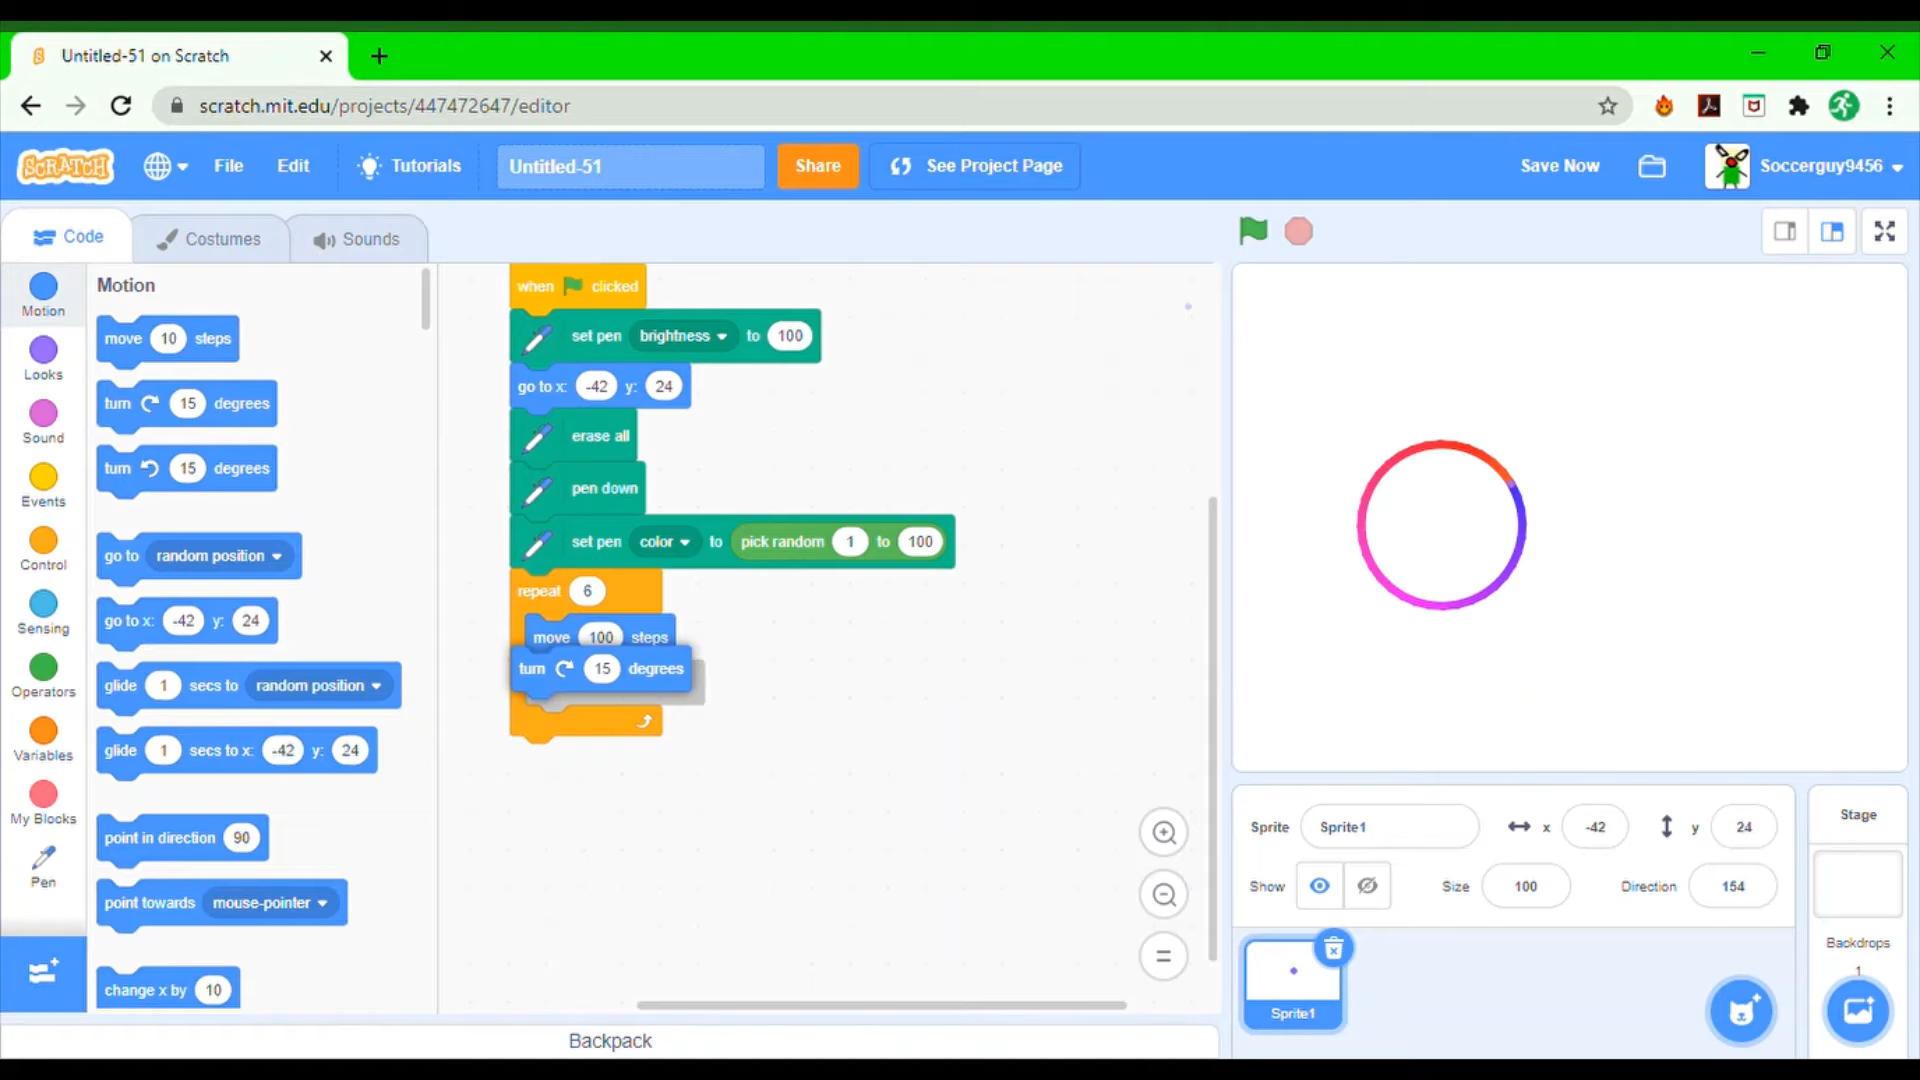 Untitled-51 on Scratch
scratch.mit.edu/projects/447472647/editor
SCRATCH
File
Edit
Tutorials
Untitled-51
Share
See Project Page
Save Now
Soccerguy9456
Code
Costumes
Sounds
Motion
Looks
Sound
Events
Control
Sensing
Operators
Variables
My Blocks
Pen
Motion
move 10 steps
turn 15 degrees
turn 15 degrees
go to random position
go to x: -42 y: 24
glide 1 secs to random position
glide 1 secs to x: -42 y: 24
point in direction 90
point towards mouse-pointer
change x by 10
when clicked
set pen brightness to 100
go to x: -42 y: 24
erase all
pen down
set pen color to pick random 1 to 100
repeat 6
move 100 steps
turn 15 degrees
Backpack
Sprite Sprite1 x -42 y 24
Show Size 100 Direction 154
Sprite1
Stage
Backdrops
1